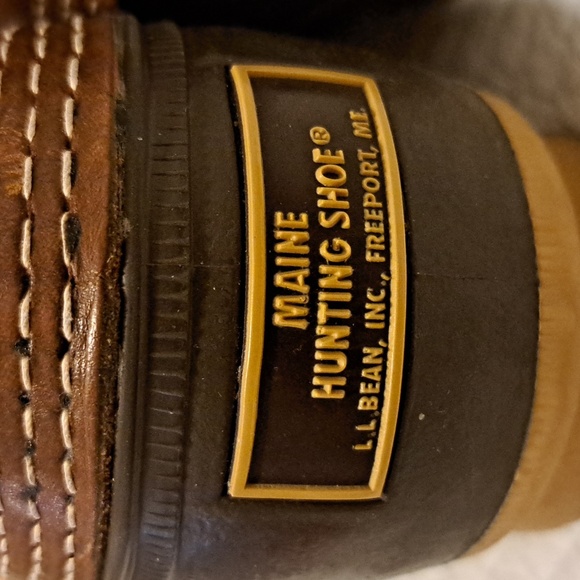 MAINE
HUNTING SHOE®
L.L.BEAN, INC., FREEPORT, ME.